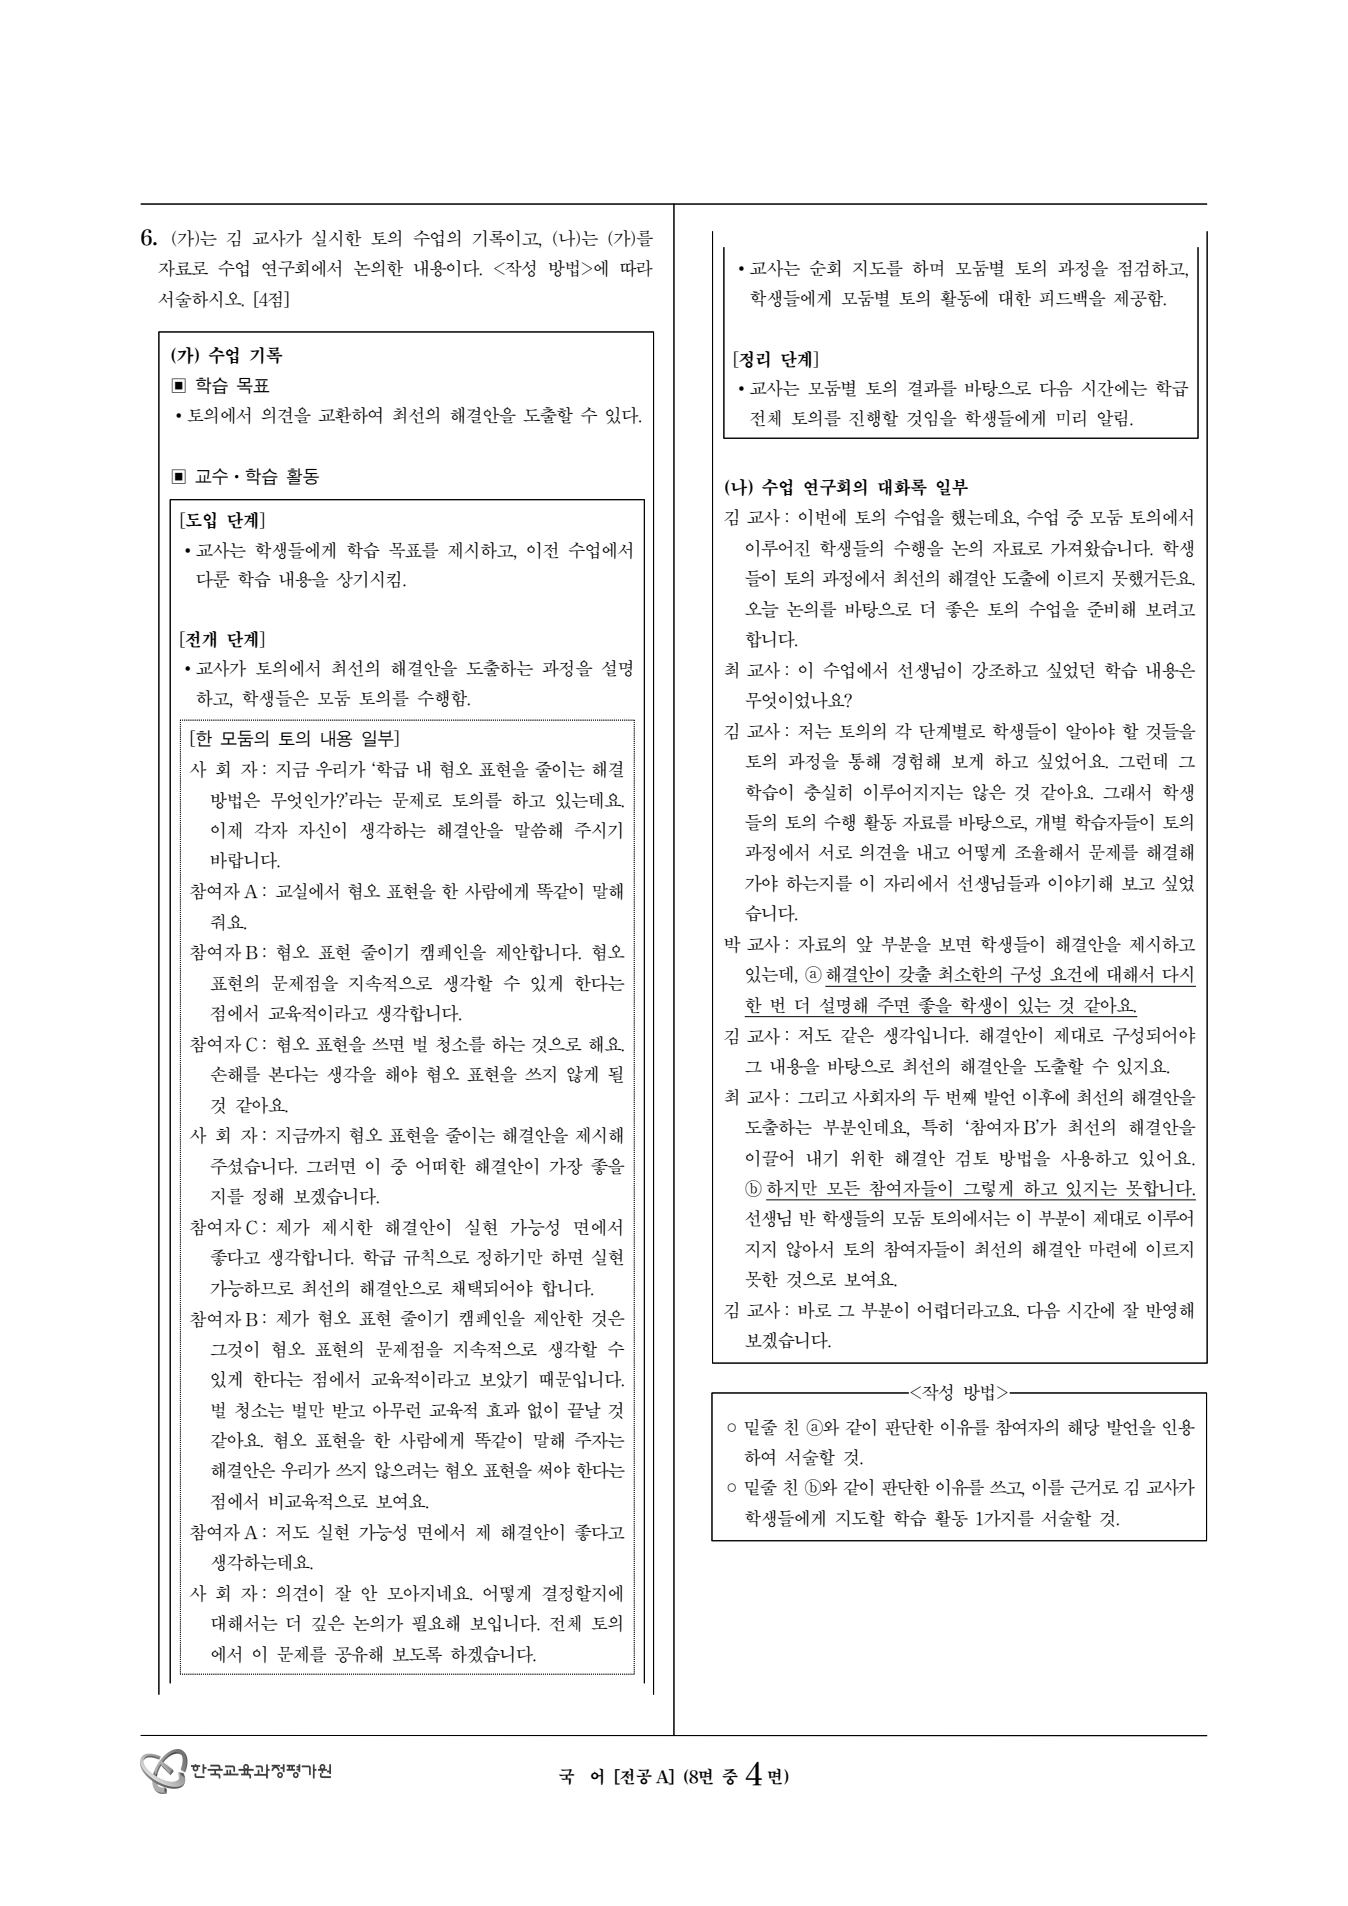 6. (가)는 김 교사가 실시한 토의 수업의 기록이고, (나)는 (가)를
자료로 수업 연구회에서 논의한 내용이다. <작성 방법>에 따라
서술하시오. [4점]
(가) 수업 기록
▣ 학습 목표
• 토의에서 의견을 교환하여 최선의 해결안을 도출할 수 있다.
▣ 교수・학습 활동
[도입 단계]
• 교사는 학생들에게 학습 목표를 제시하고, 이전 수업에서
다룬 학습 내용을 상기시킴.
[전개 단계]
• 교사가 토의에서 최선의 해결안을 도출하는 과정을 설명
하고, 학생들은 모둠 토의를 수행함.
[한 모둠의 토의 내용 일부]
사 회 자 : 지금 우리가 ‘학급 내 혐오 표현을 줄이는 해결
방법은 무엇인가?’라는 문제로 토의를 하고 있는데요.
이제 각자 자신이 생각하는 해결안을 말씀해 주시기
바랍니다.
참여자 A : 교실에서 혐오 표현을 한 사람에게 똑같이 말해
줘요.
참여자 B : 혐오 표현 줄이기 캠페인을 제안합니다. 혐오
표현의 문제점을 지속적으로 생각할 수 있게 한다는
점에서 교육적이라고 생각합니다.
참여자 C : 혐오 표현을 쓰면 벌 청소를 하는 것으로 해요.
손해를 본다는 생각을 해야 혐오 표현을 쓰지 않게 될
것 같아요.
사 회 자 : 지금까지 혐오 표현을 줄이는 해결안을 제시해
주셨습니다. 그러면 이 중 어떠한 해결안이 가장 좋을
지를 정해 보겠습니다.
참여자 C : 제가 제시한 해결안이 실현 가능성 면에서
좋다고 생각합니다. 학급 규칙으로 정하기만 하면 실현
가능하므로 최선의 해결안으로 채택되어야 합니다.
참여자 B : 제가 혐오 표현 줄이기 캠페인을 제안한 것은
그것이 혐오 표현의 문제점을 지속적으로 생각할 수
있게 한다는 점에서 교육적이라고 보았기 때문입니다.
벌 청소는 벌만 받고 아무런 교육적 효과 없이 끝날 것
같아요. 혐오 표현을 한 사람에게 똑같이 말해 주자는
해결안은 우리가 쓰지 않으려는 혐오 표현을 써야 한다는
점에서 비교육적으로 보여요.
참여자 A : 저도 실현 가능성 면에서 제 해결안이 좋다고
생각하는데요.
사 회 자 : 의견이 잘 안 모아지네요. 어떻게 결정할지에
대해서는 더 깊은 논의가 필요해 보입니다. 전체 토의
에서 이 문제를 공유해 보도록 하겠습니다.
• 교사는 순회 지도를 하며 모둠별 토의 과정을 점검하고,
학생들에게 모둠별 토의 활동에 대한 피드백을 제공함.
[정리 단계]
• 교사는 모둠별 토의 결과를 바탕으로 다음 시간에는 학급
전체 토의를 진행할 것임을 학생들에게 미리 알림.
(나) 수업 연구회의 대화록 일부
김 교사 : 이번에 토의 수업을 했는데요, 수업 중 모둠 토의에서
이루어진 학생들의 수행을 논의 자료로 가져왔습니다. 학생
들이 토의 과정에서 최선의 해결안 도출에 이르지 못했거든요.
오늘 논의를 바탕으로 더 좋은 토의 수업을 준비해 보려고
합니다.
최 교사 : 이 수업에서 선생님이 강조하고 싶었던 학습 내용은
무엇이었나요?
김 교사 : 저는 토의의 각 단계별로 학생들이 알아야 할 것들을
토의 과정을 통해 경험해 보게 하고 싶었어요. 그런데 그
학습이 충실히 이루어지지는 않은 것 같아요. 그래서 학생
들의 토의 수행 활동 자료를 바탕으로, 개별 학습자들이 토의
과정에서 서로 의견을 내고 어떻게 조율해서 문제를 해결해
가야 하는지를 이 자리에서 선생님들과 이야기해 보고 싶었
습니다.
박 교사 : 자료의 앞 부분을 보면 학생들이 해결안을 제시하고
있는데, ⓐ 해결안이 갖출 최소한의 구성 요건에 대해서 다시
한 번 더 설명해 주면 좋을 학생이 있는 것 같아요.
김 교사 : 저도 같은 생각입니다. 해결안이 제대로 구성되어야
그 내용을 바탕으로 최선의 해결안을 도출할 수 있지요.
최 교사 : 그리고 사회자의 두 번째 발언 이후에 최선의 해결안을
도출하는 부분인데요, 특히 ‘참여자 B’가 최선의 해결안을
이끌어 내기 위한 해결안 검토 방법을 사용하고 있어요.
ⓑ 하지만 모든 참여자들이 그렇게 하고 있지는 못합니다.
선생님 반 학생들의 모둠 토의에서는 이 부분이 제대로 이루어
지지 않아서 토의 참여자들이 최선의 해결안 마련에 이르지
못한 것으로 보여요.
김 교사 : 바로 그 부분이 어렵더라고요. 다음 시간에 잘 반영해
보겠습니다.
<작성 방법>
○ 밑줄 친 ⓐ와 같이 판단한 이유를 참여자의 해당 발언을 인용
하여 서술할 것.
○ 밑줄 친 ⓑ와 같이 판단한 이유를 쓰고, 이를 근거로 김 교사가
학생들에게 지도할 학습 활동 1가지를 서술할 것.
한국교육과정평가원
국 어 [전공 A] (8면 중 4 면)